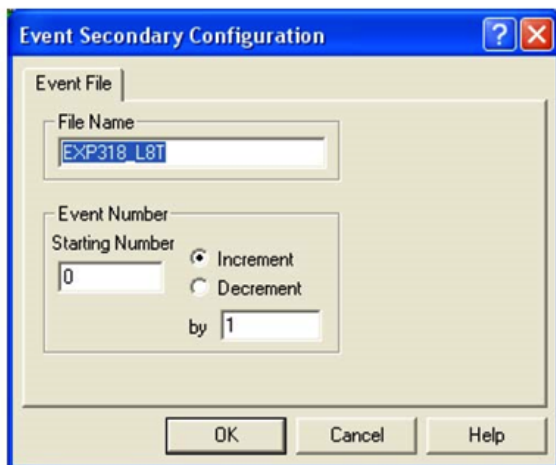 Event Secondary Configuration
Event File
File Name
EXP318_L8T
Event Number
Starting Number
0
Increment
Decrement
by 1
OK Cancel Help